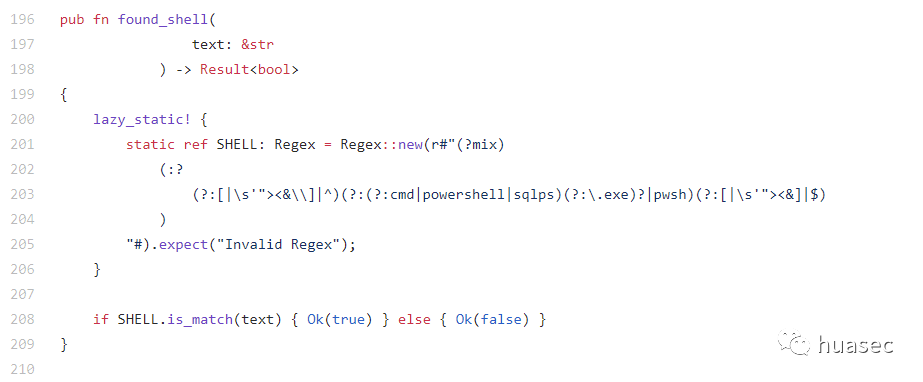 196 pub fn found_shell(
197 text: &str
198 ) -> Result<bool>
199 {
200 lazy_static! {
201 static ref SHELL: Regex = Regex::new(r#"(?mix)
202 (:?
203 (?:[|\s'"><&\\]|^)(?:(?:cmd|powershell|sqlps)(?:\.exe)?|pwsh)(?:[|\s'"><&]|$)
204 )
205 "#).expect("Invalid Regex");
206 }
207
208 if SHELL.is_match(text) { Ok(true) } else { Ok(false) }
209 }
210
huasec